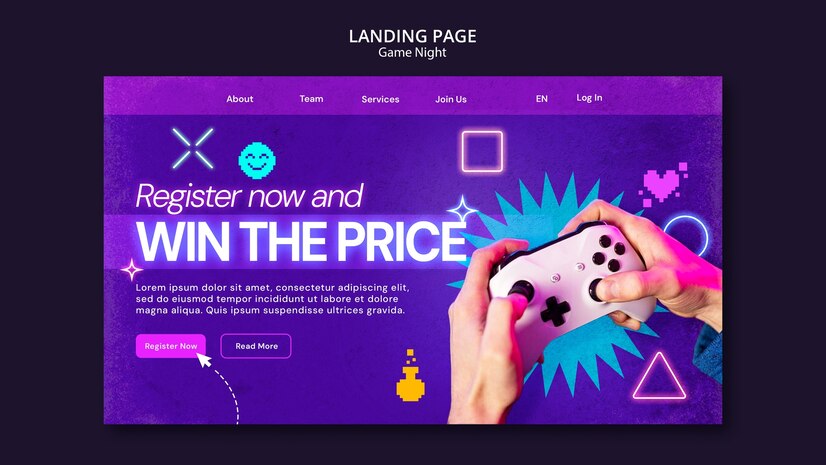 LANDING PAGE
Game Night
About Team Services Join Us EN Log In
Register now and
WIN THE PRICE
Lorem ipsum dolor sit amet, consectetur adipiscing elit,
sed do eiusmod tempor incididunt ut labore et dolore
magna aliqua. Quis ipsum suspendisse ultrices gravida.
Register Now Read More